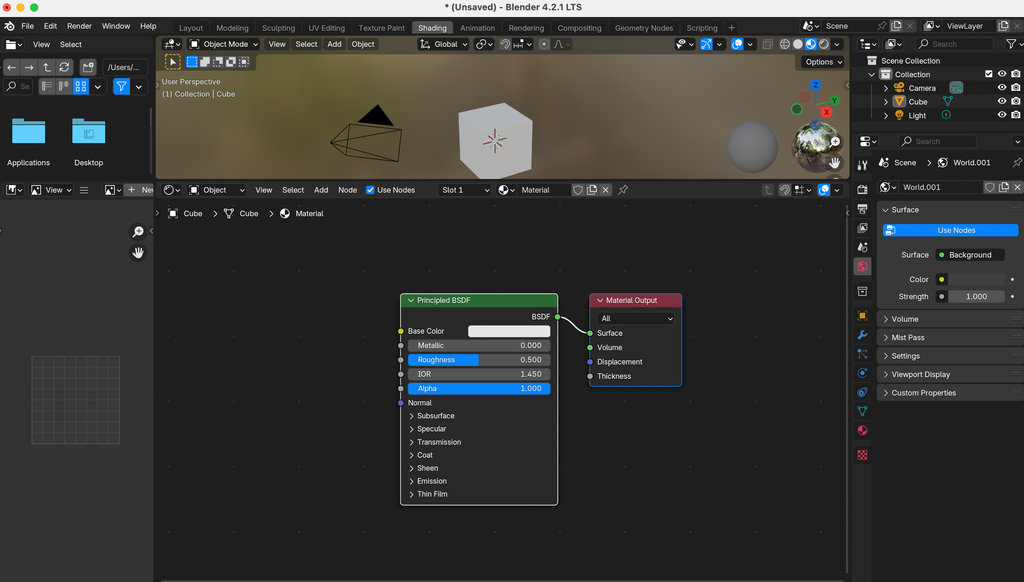 * (Unsaved) - Blender 4.2.1 LTS
File Edit Render Window Help
Layout Modeling Sculpting UV Editing Texture Paint Shading Animation Rendering Compositing Geometry Nodes Scripting +
Scene ViewLayer
View Select
Object Mode View Select Add Object Global
Search
/Users/...
Options
Se
User Perspective
(1) Collection | Cube
Z
Y
X
Applications Desktop
Scene Collection
Collection
Camera
Cube
Light
Search
Scene > World.001
View + New
Object View Select Add Node Use Nodes Slot 1 Material
World.001
Cube > Cube > Material
Surface
Use Nodes
Surface Background
Color
Strength 1.000
Volume
Mist Pass
Settings
Viewport Display
Custom Properties
Principled BSDF
BSDF
Base Color
Metallic 0.000
Roughness 0.500
IOR 1.450
Alpha 1.000
Normal
Subsurface
Specular
Transmission
Coat
Sheen
Emission
Thin Film
Material Output
All
Surface
Volume
Displacement
Thickness